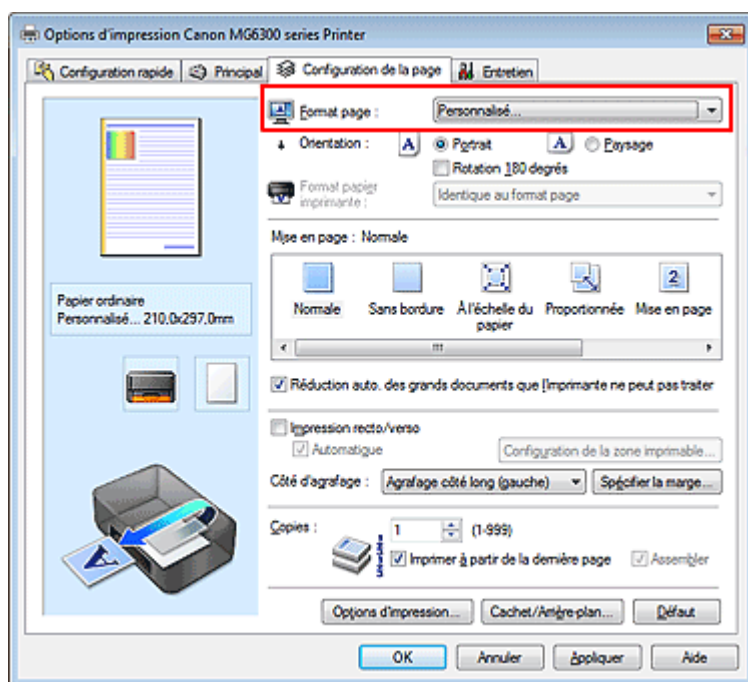 Options d'impression Canon MG6300 series Printer
Configuration rapide Principal Configuration de la page Entretien
Format page : Personnalisé...
Orientation : A Portrait A Paysage
Rotation 180 degrés
Format papier
imprimante : Identique au format page
Mise en page : Normale
Normale Sans bordure À l'échelle du papier Proportionnée Mise en page
2
Papier ordinaire
Personnalisé... 210,0x297,0mm
Réduction auto. des grands documents que l'imprimante ne peut pas traiter
Impression recto/verso
Automatique Configuration de la zone imprimable...
Côté d'agrafage : Agrafage côté long (gauche) Spécifier la marge...
Copies : 1 (1-999)
Imprimer à partir de la dernière page Assembler
Options d'impression... Cachet/Arrière-plan... Défaut
OK Annuler Appliquer Aide